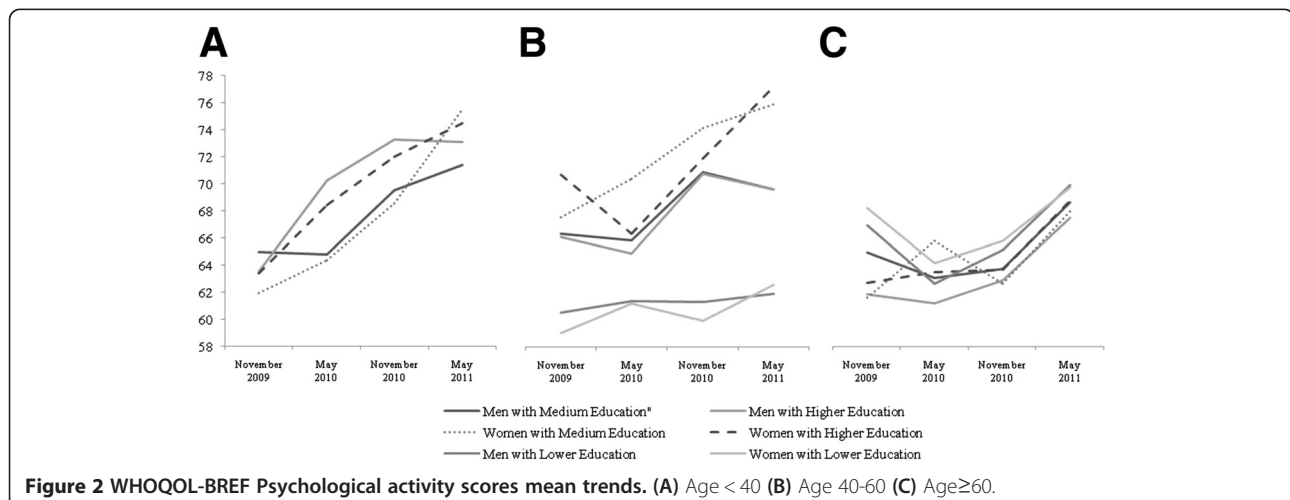 A
B
C
78
76
74
72
70
68
66
64
62
60
58
November 2009
May 2010
November 2010
May 2011
November 2009
May 2010
November 2010
May 2011
November 2009
May 2010
November 2010
May 2011
Men with Medium Education*
Men with Higher Education
Women with Medium Education
Women with Higher Education
Men with Lower Education
Women with Lower Education
Figure 2 WHOQOL-BREF Psychological activity scores mean trends. (A) Age < 40 (B) Age 40-60 (C) Age≥60.